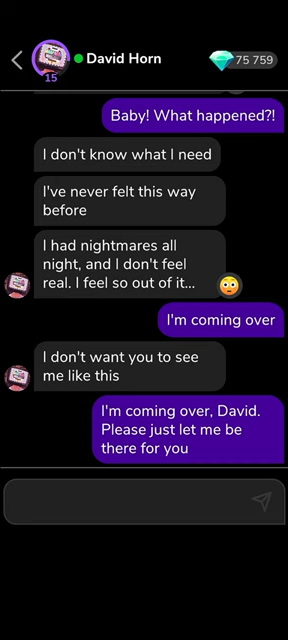 David Horn
75 759
15
Baby! What happened?!
I don't know what I need
I've never felt this way
before
I had nightmares all
night, and I don't feel
real. I feel so out of it...
I'm coming over
I don't want you to see
me like this
I'm coming over, David.
Please just let me be
there for you